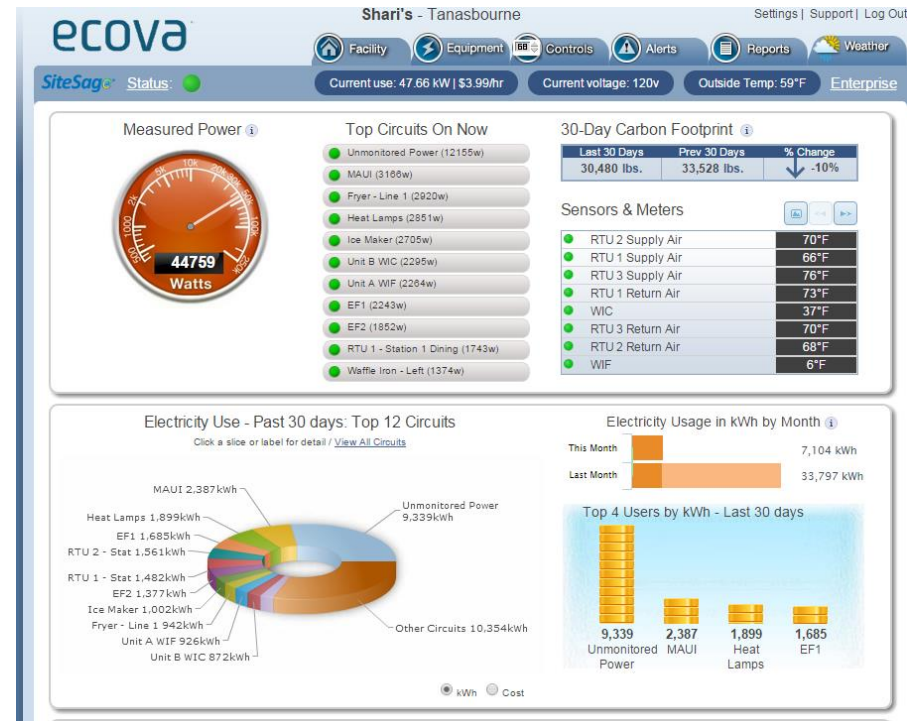 ecova
Shari's - Tanasbourne
Settings | Support | Log Out
Facility
Equipment
68
Controls
Alerts
Reports
Weather
SiteSage Status:
Current use: 47.66 kW | $3.99/hr
Current voltage: 120v
Outside Temp: 59°F
Enterprise
Measured Power
500 1000 2k 5k 10k 20k 30k 50k 100k 250k
44759
Watts
Top Circuits On Now
Unmonitored Power (12155w)
MAUI (3166w)
Fryer - Line 1 (2920w)
Heat Lamps (2851w)
Ice Maker (2705w)
Unit B WIC (2295w)
Unit A WIF (2264w)
EF1 (2243w)
EF2 (1852w)
RTU 1 - Station 1 Dining (1743w)
Waffle Iron - Left (1374w)
30-Day Carbon Footprint
Last 30 Days Prev 30 Days % Change
30,480 lbs. 33,528 lbs. -10%
Sensors & Meters
RTU 2 Supply Air 70°F
RTU 1 Supply Air 66°F
RTU 3 Supply Air 76°F
RTU 1 Return Air 73°F
WIC 37°F
RTU 3 Return Air 70°F
RTU 2 Return Air 68°F
WIF 6°F
Electricity Use - Past 30 days: Top 12 Circuits
Click a slice or label for detail / View All Circuits
MAUI 2,387kWh
Heat Lamps 1,899kWh
EF1 1,685kWh
RTU 2 - Stat 1,561kWh
RTU 1 - Stat 1,482kWh
EF2 1,377kWh
Ice Maker 1,002kWh
Fryer - Line 1 942kWh
Unit A WIF 926kWh
Unit B WIC 872kWh
Unmonitored Power
9,339kWh
Other Circuits 10,354kWh
kWh Cost
Electricity Usage in kWh by Month
This Month 7,104 kWh
Last Month 33,797 kWh
Top 4 Users by kWh - Last 30 days
9,339 2,387 1,899 1,685
Unmonitored MAUI Heat EF1
Power Lamps